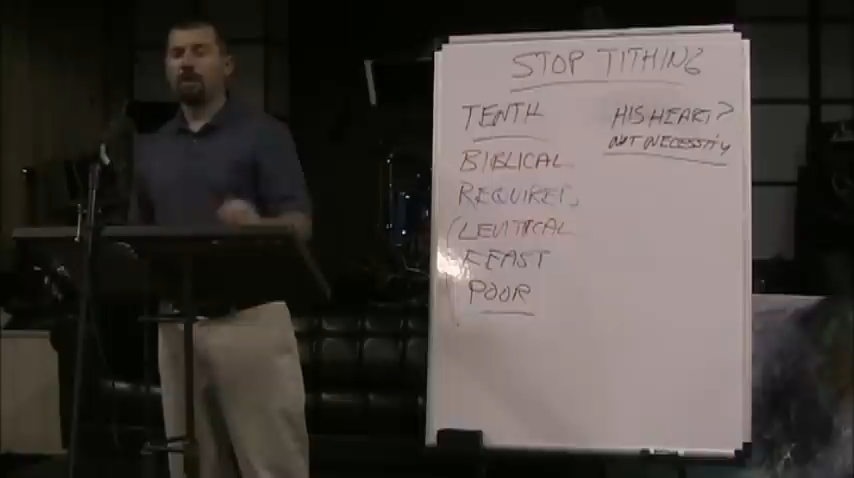 STOP TITHING
TENTH
BIBLICAL
REQUIRED,
(LEVITICAL
FEAST
POOR
HIS HEART?
NOT NECESSITY